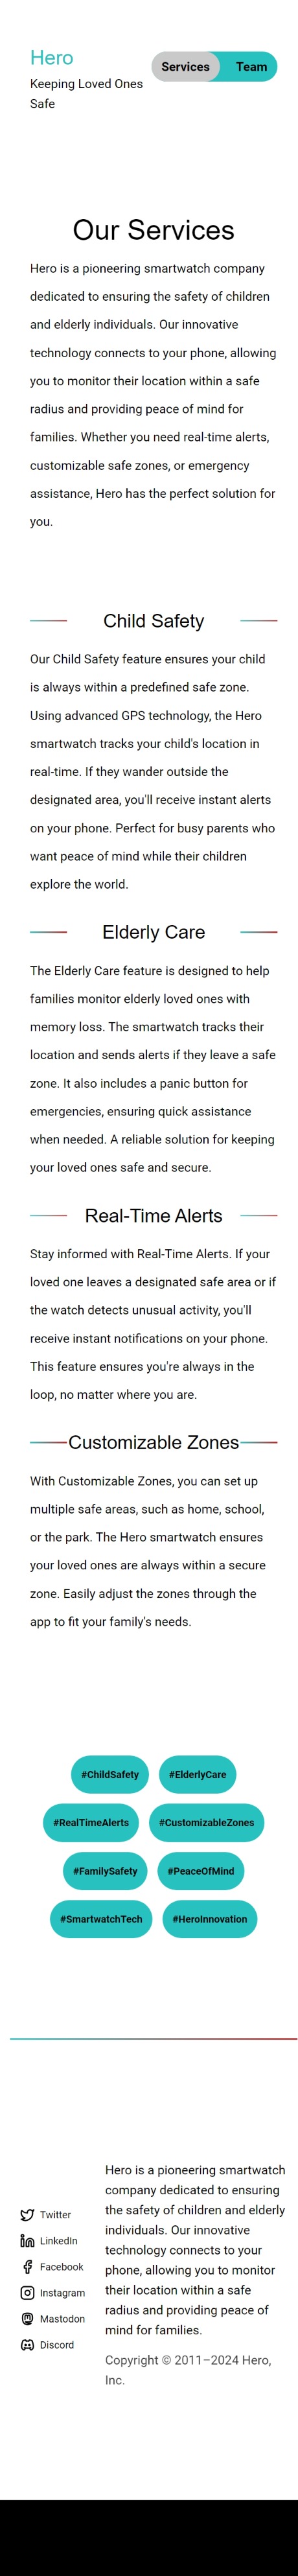 Hero
Keeping Loved Ones
Safe
Services
Team
Our Services
Hero is a pioneering smartwatch company
dedicated to ensuring the safety of children
and elderly individuals. Our innovative
technology connects to your phone, allowing
you to monitor their location within a safe
radius and providing peace of mind for
families. Whether you need real-time alerts,
customizable safe zones, or emergency
assistance, Hero has the perfect solution for
you.
Child Safety
Our Child Safety feature ensures your child
is always within a predefined safe zone.
Using advanced GPS technology, the Hero
smartwatch tracks your child's location in
real-time. If they wander outside the
designated area, you'll receive instant alerts
on your phone. Perfect for busy parents who
want peace of mind while their children
explore the world.
Elderly Care
The Elderly Care feature is designed to help
families monitor elderly loved ones with
memory loss. The smartwatch tracks their
location and sends alerts if they leave a safe
zone. It also includes a panic button for
emergencies, ensuring quick assistance
when needed. A reliable solution for keeping
your loved ones safe and secure.
Real-Time Alerts
Stay informed with Real-Time Alerts. If your
loved one leaves a designated safe area or if
the watch detects unusual activity, you'll
receive instant notifications on your phone.
This feature ensures you're always in the
loop, no matter where you are.
Customizable Zones
With Customizable Zones, you can set up
multiple safe areas, such as home, school,
or the park. The Hero smartwatch ensures
your loved ones are always within a secure
zone. Easily adjust the zones through the
app to fit your family's needs.
#ChildSafety
#ElderlyCare
#RealTimeAlerts
#CustomizableZones
#FamilySafety
#PeaceOfMind
#SmartwatchTech
#HeroInnovation
Twitter
LinkedIn
Facebook
Instagram
Mastodon
Discord
Hero is a pioneering smartwatch
company dedicated to ensuring
the safety of children and elderly
individuals. Our innovative
technology connects to your
phone, allowing you to monitor
their location within a safe
radius and providing peace of
mind for families.
Copyright © 2011–2024 Hero,
Inc.